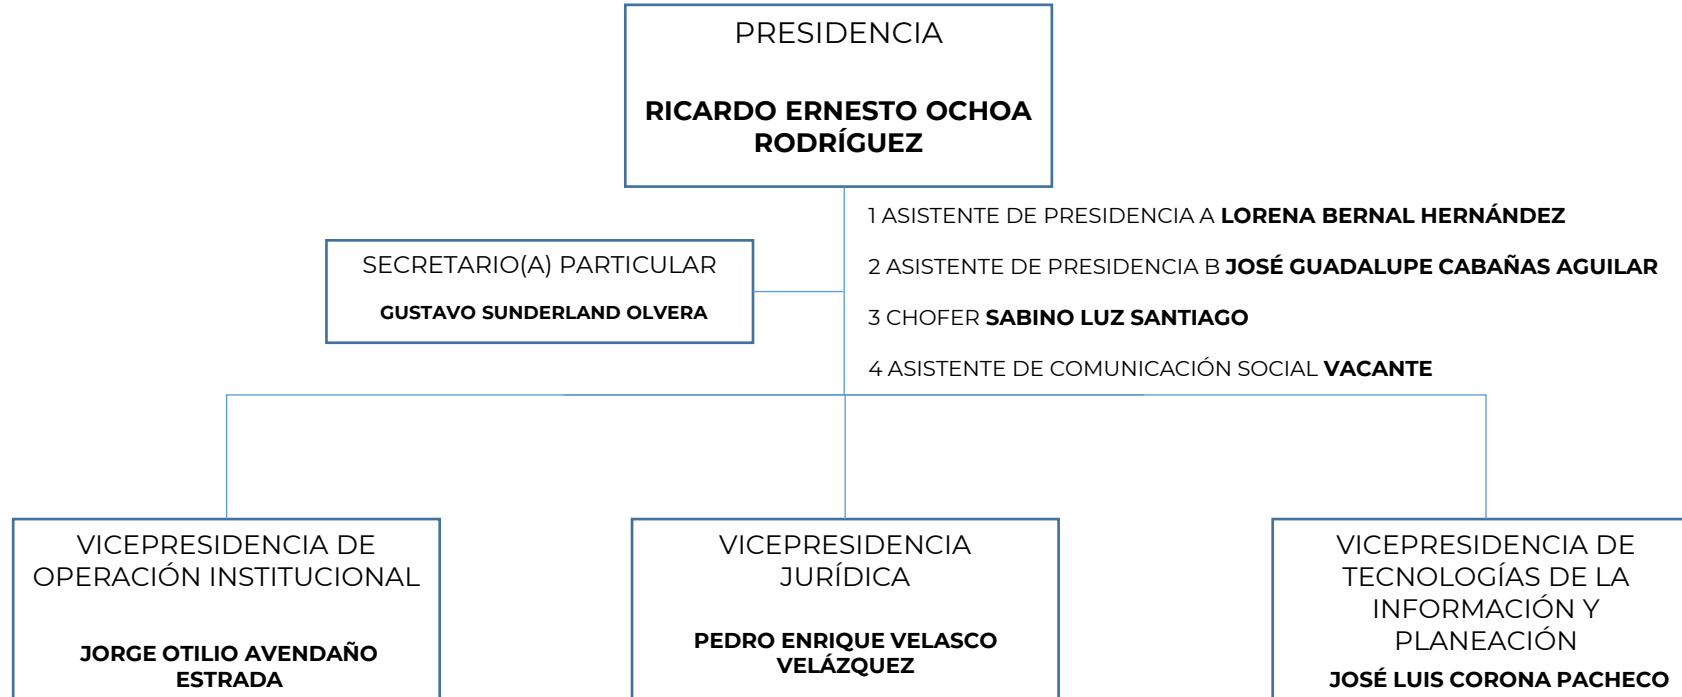 PRESIDENCIA
RICARDO ERNESTO OCHOA
RODRÍGUEZ
1 ASISTENTE DE PRESIDENCIA A LORENA BERNAL HERNÁNDEZ
2 ASISTENTE DE PRESIDENCIA B JOSÉ GUADALUPE CABAÑAS AGUILAR
3 CHOFER SABINO LUZ SANTIAGO
4 ASISTENTE DE COMUNICACIÓN SOCIAL VACANTE
SECRETARIO(A) PARTICULAR
GUSTAVO SUNDERLAND OLVERA
VICEPRESIDENCIA DE
OPERACIÓN INSTITUCIONAL
JORGE OTILIO AVENDAÑO
ESTRADA
VICEPRESIDENCIA
JURÍDICA
PEDRO ENRIQUE VELASCO
VELÁZQUEZ
VICEPRESIDENCIA DE
TECNOLOGÍAS DE LA
INFORMACIÓN Y
PLANEACIÓN
JOSÉ LUIS CORONA PACHECO